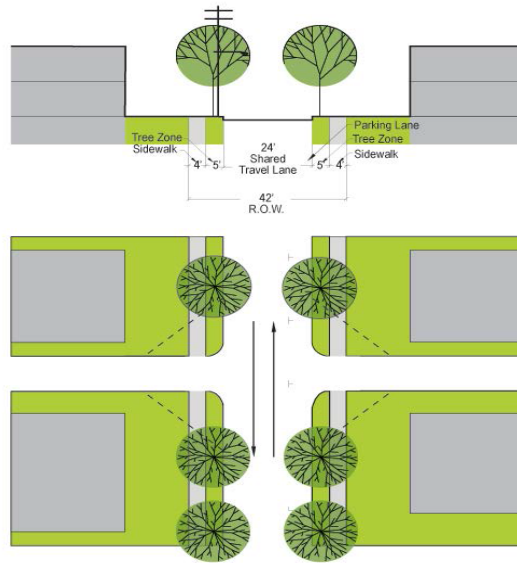 Parking Lane
Tree Zone
Sidewalk
24'
Shared
Travel Lane
Tree Zone
Sidewalk
4'
5'
5'
4'
42'
R.O.W.